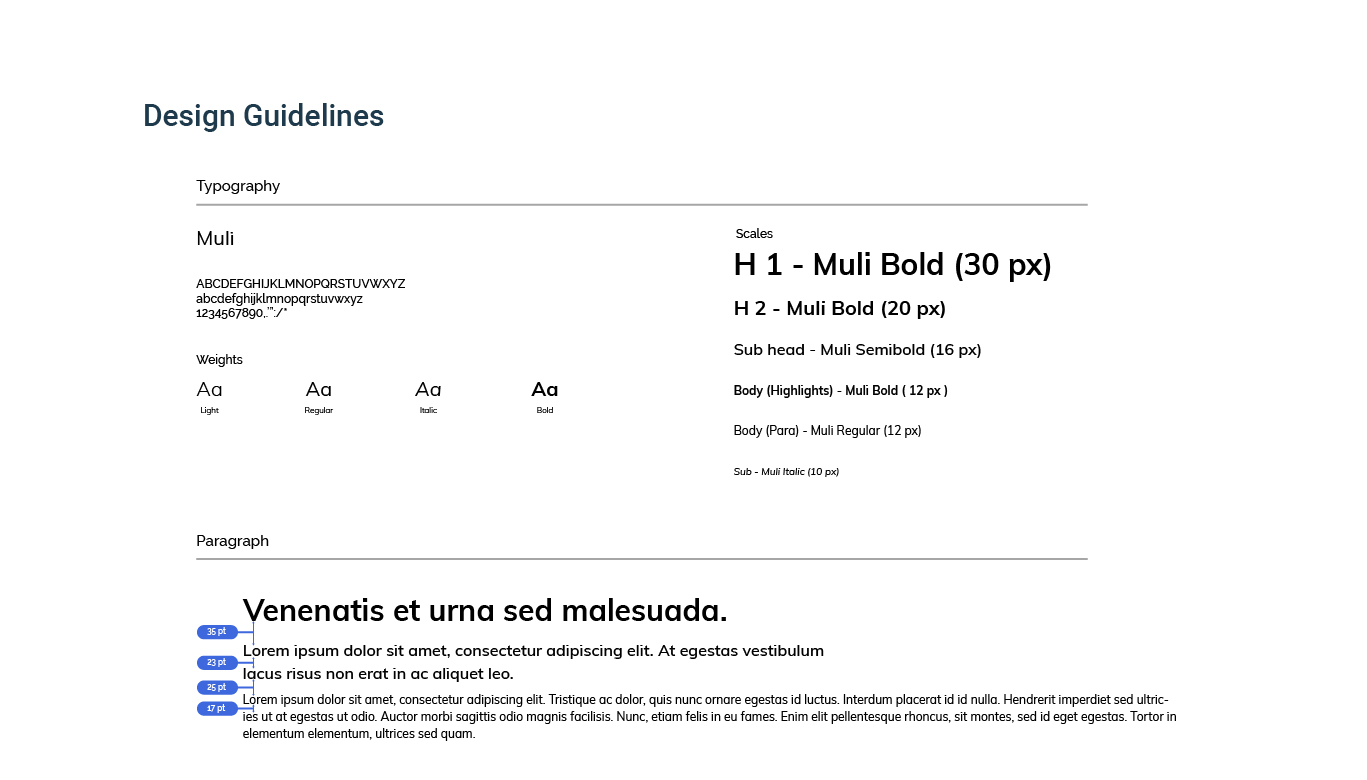 Design Guidelines
Typography
Muli
ABCDEFGHIJKLMNOPQRSTUVWXYZ
abcdefghijklmnopqrstuvwxyz
1234567890,.'":/*
Weights
Aa Aa Aa Aa
Light Regular Italic Bold
Scales
H 1 - Muli Bold (30 px)
H 2 - Muli Bold (20 px)
Sub head - Muli Semibold (16 px)
Body (Highlights) - Muli Bold ( 12 px )
Body (Para) - Muli Regular (12 px)
Sub - Muli Italic (10 px)
Paragraph
Venenatis et urna sed malesuada.
35 pt
Lorem ipsum dolor sit amet, consectetur adipiscing elit. At egestas vestibulum
23 pt
lacus risus non erat in ac aliquet leo.
25 pt
Lorem ipsum dolor sit amet, consectetur adipiscing elit. Tristique ac dolor, quis nunc ornare egestas id luctus. Interdum placerat id id nulla. Hendrerit imperdiet sed ultric-
17 pt
ies ut at egestas ut odio. Auctor morbi sagittis odio magnis facilisis. Nunc, etiam felis in eu fames. Enim elit pellentesque rhoncus, sit montes, sed id eget egestas. Tortor in
elementum elementum, ultrices sed quam.